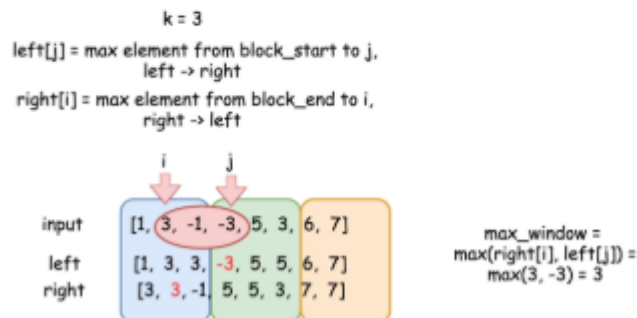 k = 3
left[j] = max element from block_start to j,
left -> right
right[i] = max element from block_end to i,
right -> left
i
j
input [1, 3, -1, -3, 5, 3, 6, 7]
left [1, 3, 3, -3, 5, 5, 6, 7]
right [3, 3, -1, 5, 5, 3, 7, 7]
max_window =
max(right[i], left[j]) =
max(3, -3) = 3